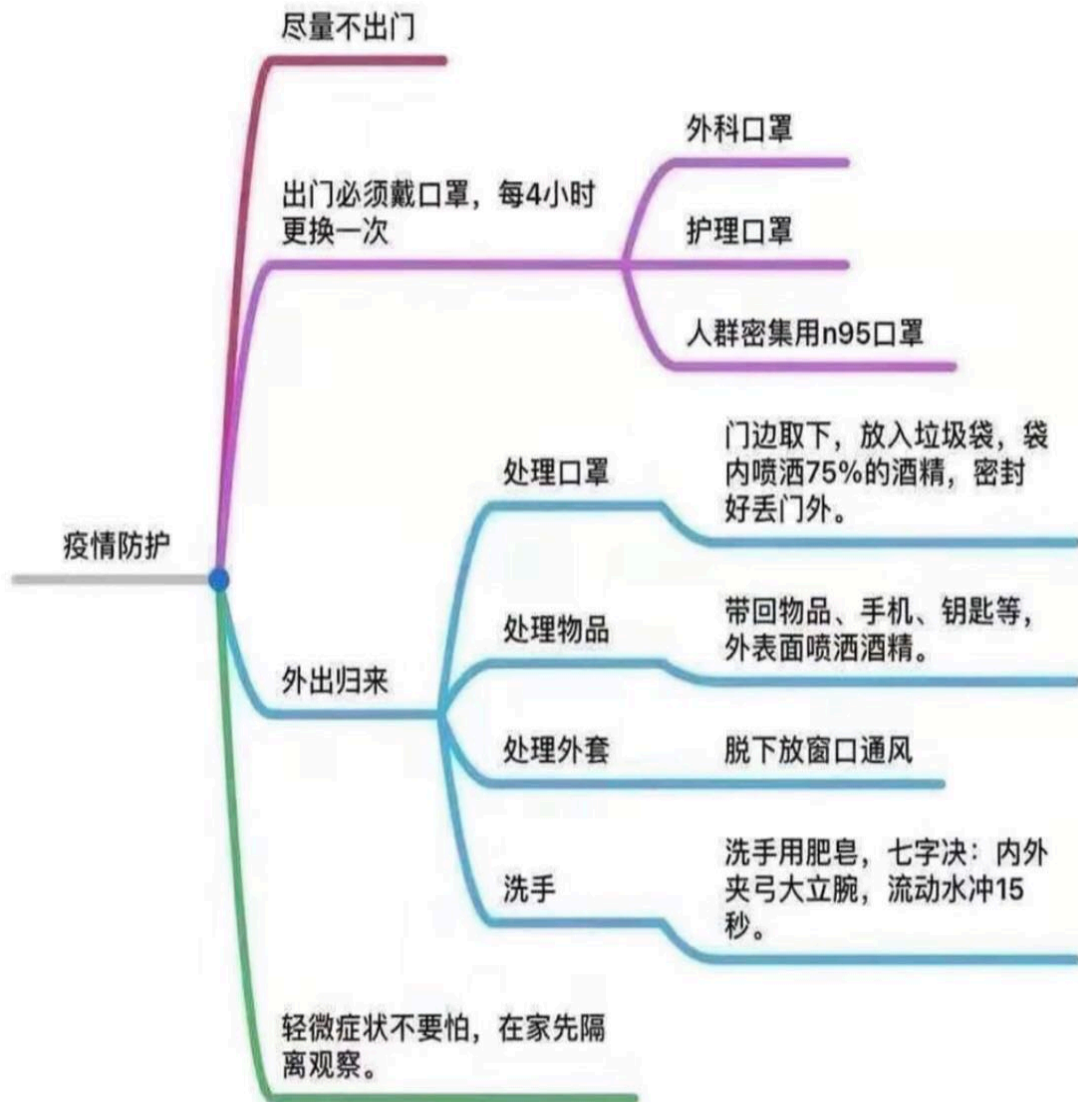 尽量不出门
外科口罩
出门必须戴口罩，每4小时
更换一次
护理口罩
人群密集用n95口罩
门边取下，放入垃圾袋，袋
内喷洒75%的酒精，密封
好丢门外。
处理口罩
疫情防护
带回物品、手机、钥匙等，
外表面喷洒酒精。
处理物品
外出归来
处理外套
脱下放窗口通风
洗手用肥皂，七字决：内外
夹弓大立腕，流动水冲15
秒。
洗手
轻微症状不要怕，在家先隔
离观察。